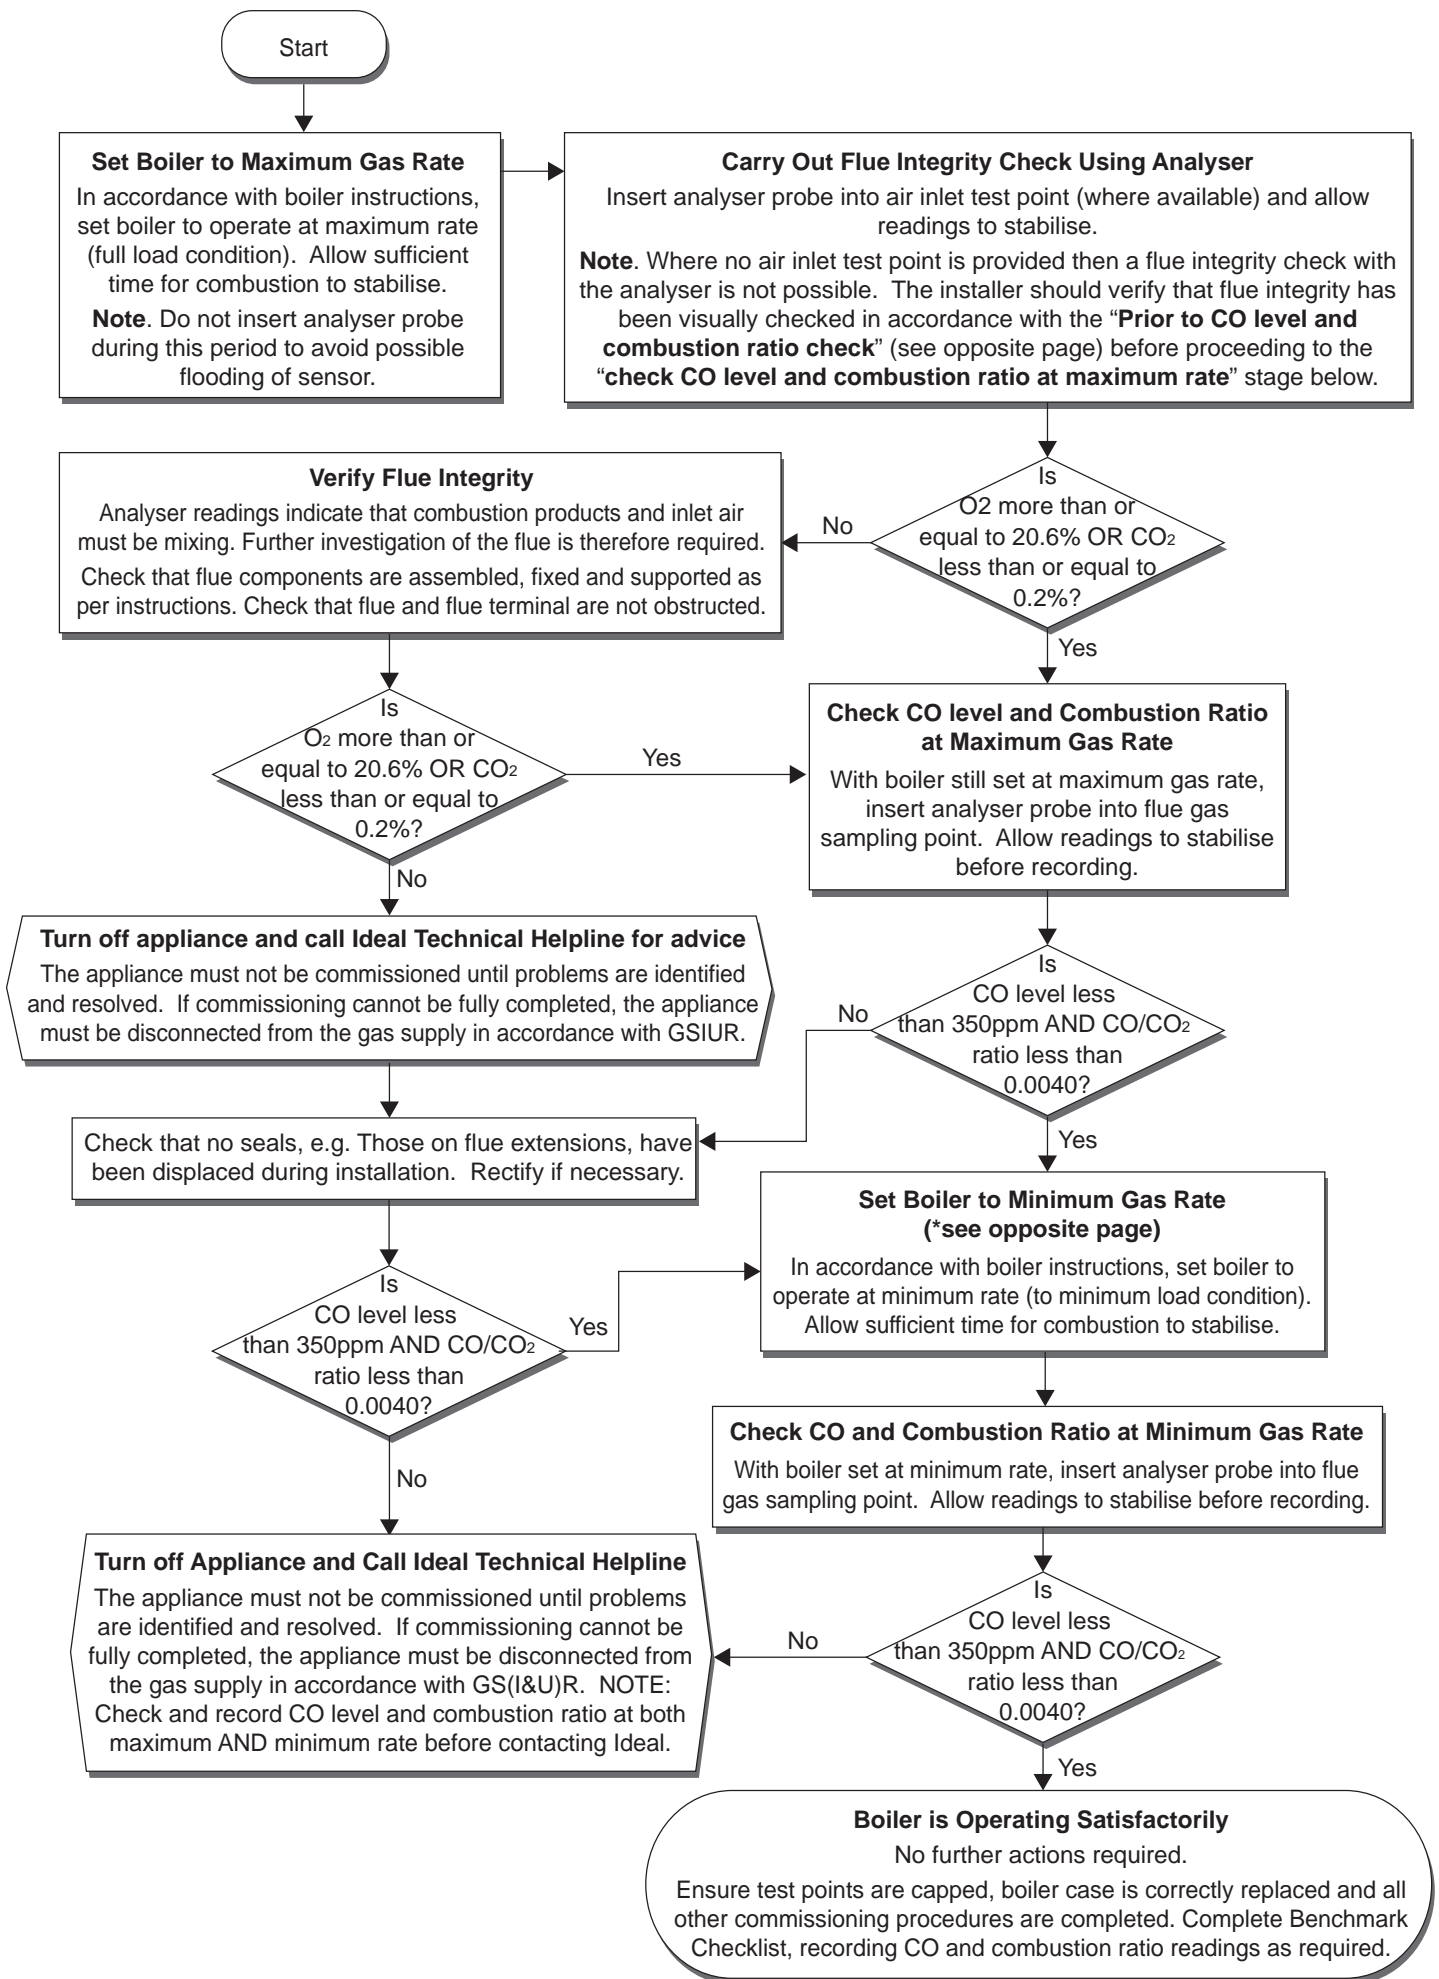 Start
Set Boiler to Maximum Gas Rate
In accordance with boiler instructions,
set boiler to operate at maximum rate
(full load condition).  Allow sufficient
time for combustion to stabilise.
Note. Do not insert analyser probe
during this period to avoid possible
flooding of sensor.
Carry Out Flue Integrity Check Using Analyser
Insert analyser probe into air inlet test point (where available) and allow
readings to stabilise.
Note. Where no air inlet test point is provided then a flue integrity check with
the analyser is not possible.  The installer should verify that flue integrity has
been visually checked in accordance with the “Prior to CO level and
combustion ratio check” (see opposite page) before proceeding to the
“check CO level and combustion ratio at maximum rate” stage below.
Is
O2 more than or
equal to 20.6% OR CO2
less than or equal to
0.2%?
No
Yes
Verify Flue Integrity
Analyser readings indicate that combustion products and inlet air
must be mixing. Further investigation of the flue is therefore required.
Check that flue components are assembled, fixed and supported as
per instructions. Check that flue and flue terminal are not obstructed.
Is
O2 more than or
equal to 20.6% OR CO2
less than or equal to
0.2%?
Yes
No
Check CO level and Combustion Ratio
at Maximum Gas Rate
With boiler still set at maximum gas rate,
insert analyser probe into flue gas
sampling point.  Allow readings to stabilise
before recording.
Turn off appliance and call Ideal Technical Helpline for advice
The appliance must not be commissioned until problems are identified
and resolved.  If commissioning cannot be fully completed, the appliance
must be disconnected from the gas supply in accordance with GSIUR.
Is
CO level less
than 350ppm AND CO/CO2
ratio less than
0.0040?
No
Yes
Check that no seals, e.g. Those on flue extensions, have
been displaced during installation.  Rectify if necessary.
Set Boiler to Minimum Gas Rate
(*see opposite page)
In accordance with boiler instructions, set boiler to
operate at minimum rate (to minimum load condition).
Allow sufficient time for combustion to stabilise.
Is
CO level less
than 350ppm AND CO/CO2
ratio less than
0.0040?
Yes
No
Check CO and Combustion Ratio at Minimum Gas Rate
With boiler set at minimum rate, insert analyser probe into flue
gas sampling point.  Allow readings to stabilise before recording.
Turn off Appliance and Call Ideal Technical Helpline
The appliance must not be commissioned until problems
are identified and resolved.  If commissioning cannot be
fully completed, the appliance must be disconnected from
the gas supply in accordance with GS(I&U)R.  NOTE:
Check and record CO level and combustion ratio at both
maximum AND minimum rate before contacting Ideal.
Is
CO level less
than 350ppm AND CO/CO2
ratio less than
0.0040?
No
Yes
Boiler is Operating Satisfactorily
No further actions required.
Ensure test points are capped, boiler case is correctly replaced and all
other commissioning procedures are completed. Complete Benchmark
Checklist, recording CO and combustion ratio readings as required.